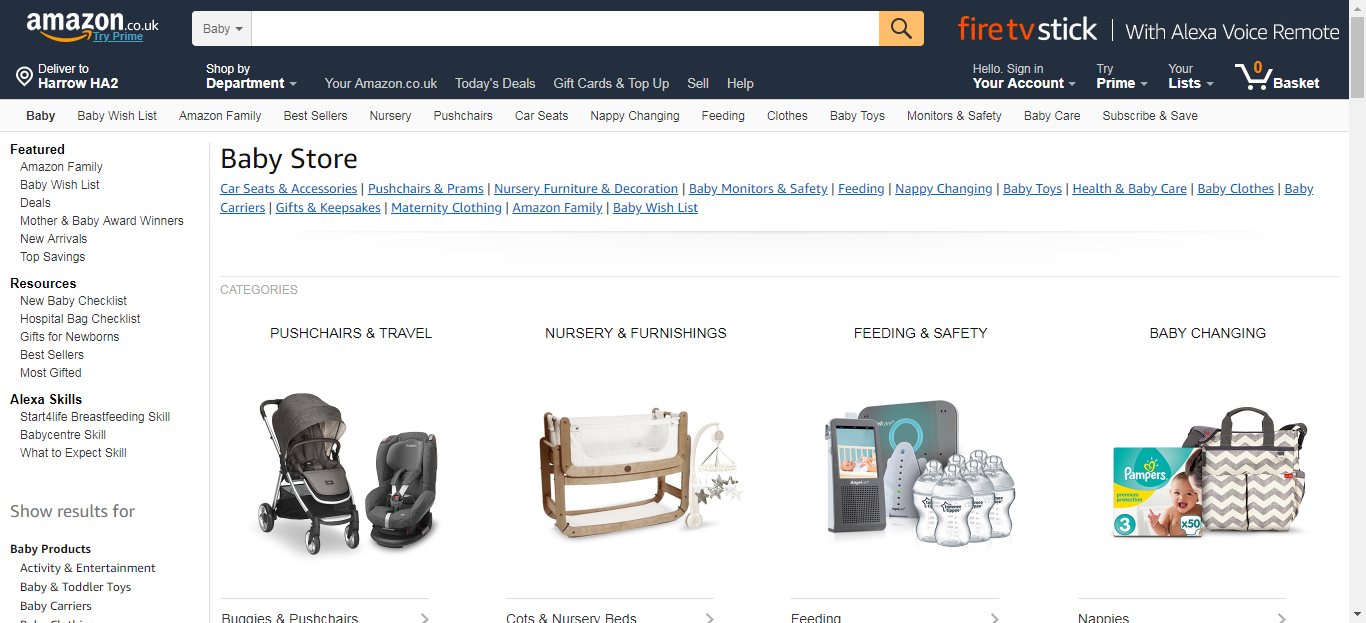 amazon.co.uk
Try Prime
Baby
fire tv stick | With Alexa Voice Remote
Deliver to
Harrow HA2
Shop by
Department
Your Amazon.co.uk Today's Deals Gift Cards & Top Up Sell Help
Hello. Sign in
Your Account
Try
Prime
Your
Lists
0
Basket
Baby Baby Wish List Amazon Family Best Sellers Nursery Pushchairs Car Seats Nappy Changing Feeding Clothes Baby Toys Monitors & Safety Baby Care Subscribe & Save
Featured
Amazon Family
Baby Wish List
Deals
Mother & Baby Award Winners
New Arrivals
Top Savings
Resources
New Baby Checklist
Hospital Bag Checklist
Gifts for Newborns
Best Sellers
Most Gifted
Alexa Skills
Start4life Breastfeeding Skill
Babycentre Skill
What to Expect Skill
Show results for
Baby Products
Activity & Entertainment
Baby & Toddler Toys
Baby Carriers
Baby Store
Car Seats & Accessories | Pushchairs & Prams | Nursery Furniture & Decoration | Baby Monitors & Safety | Feeding | Nappy Changing | Baby Toys | Health & Baby Care | Baby Clothes | Baby
Carriers | Gifts & Keepsakes | Maternity Clothing | Amazon Family | Baby Wish List
CATEGORIES
PUSHCHAIRS & TRAVEL
NURSERY & FURNISHINGS
FEEDING & SAFETY
BABY CHANGING
Pampers
premium
protection
3
x50
tommee
tippee
Buggies & Pushchairs
Cots & Nursery Beds
Feeding
Nappies